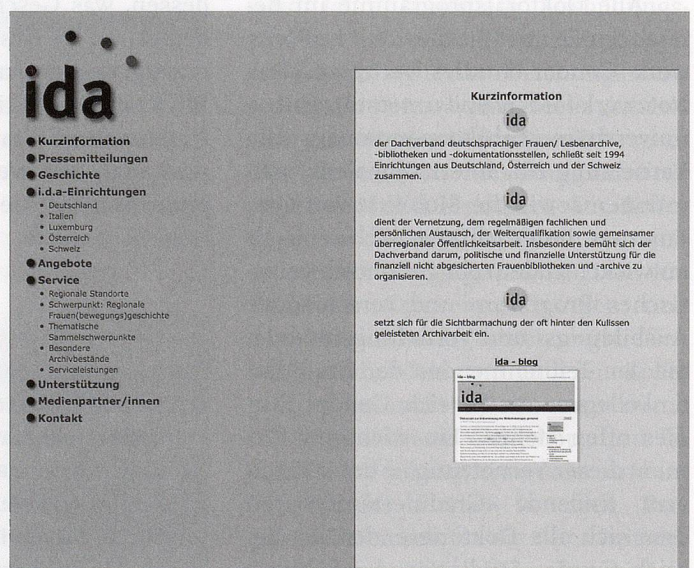 ida
Kurzinformation
Pressemitteilungen
Geschichte
i.d.a-Einrichtungen
Deutschland
Italien
Luxemburg
Österreich
Schweiz
Angebote
Service
Regionale Standorte
Schwerpunkt: Regionale
Frauen(bewegungs)geschichte
Thematische
Sammelschwerpunkte
Besondere
Archivbestände
Serviceleistungen
Unterstützung
Medienpartner/innen
Kontakt
Kurzinformation
ida
der Dachverband deutschsprachiger Frauen/ Lesbenarchive,
-bibliotheken und -dokumentationsstellen, schließt seit 1994
Einrichtungen aus Deutschland, Österreich und der Schweiz
zusammen.
ida
dient der Vernetzung, dem regelmäßigen fachlichen und
persönlichen Austausch, der Weiterqualifikation sowie gemeinsamer
überregionaler Öffentlichkeitsarbeit. Insbesondere bemüht sich der
Dachverband darum, politische und finanzielle Unterstützung für die
finanziell nicht abgesicherten Frauenbibliotheken und -archive zu
organisieren.
ida
setzt sich für die Sichtbarmachung der oft hinter den Kulissen
geleisteten Archivarbeit ein.
ida - blog
ida - blog
ida